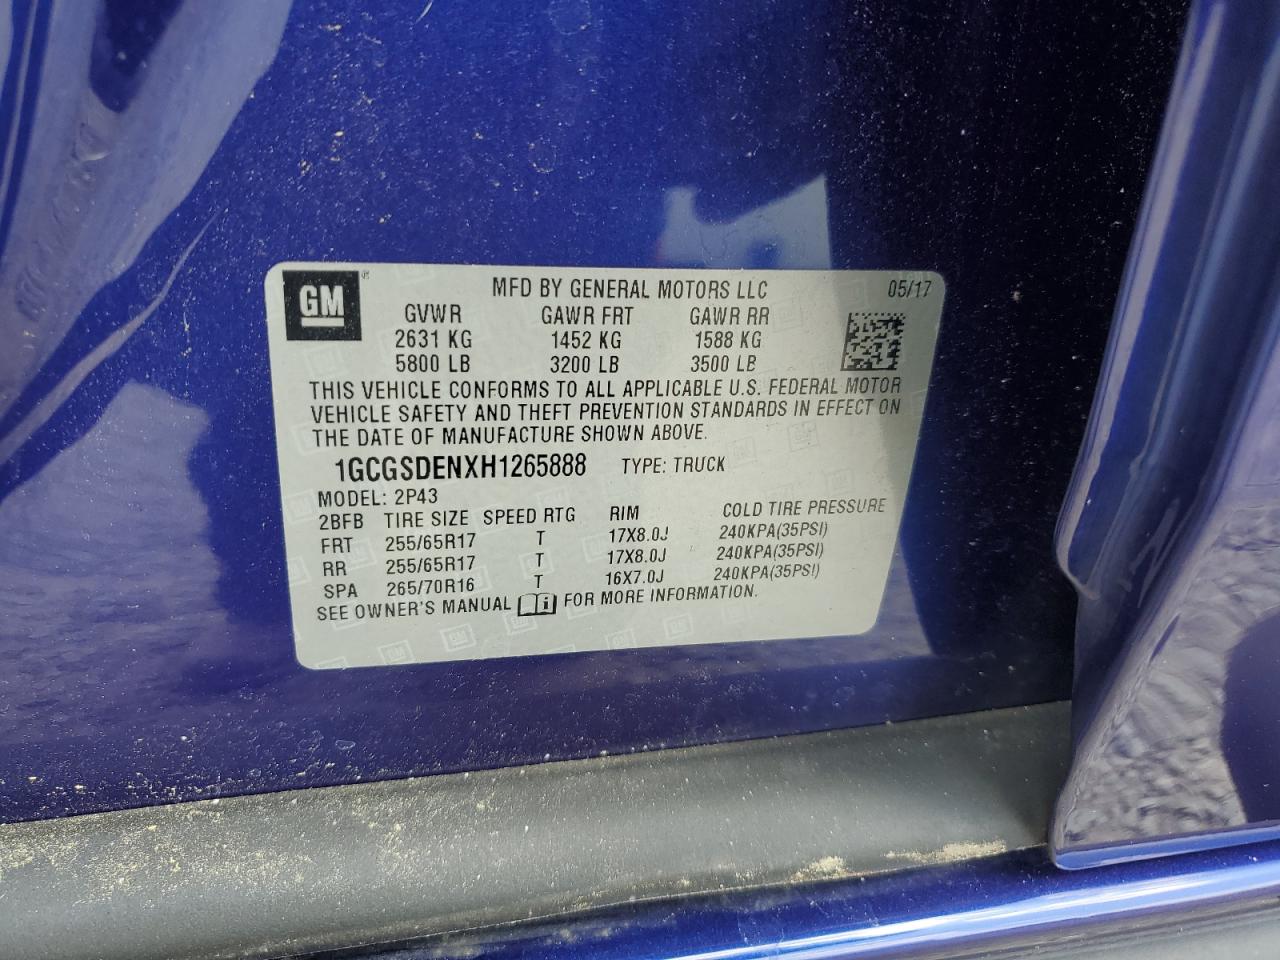 GM ® MFD BY GENERAL MOTORS LLC 05/17
GVWR GAWR FRT GAWR RR
2631 KG 1452 KG 1588 KG
5800 LB 3200 LB 3500 LB
THIS VEHICLE CONFORMS TO ALL APPLICABLE U.S. FEDERAL MOTOR
VEHICLE SAFETY AND THEFT PREVENTION STANDARDS IN EFFECT ON
THE DATE OF MANUFACTURE SHOWN ABOVE.
1GCGSDENXH1265888 TYPE: TRUCK
MODEL: 2P43
2BFB TIRE SIZE SPEED RTG RIM COLD TIRE PRESSURE
FRT 255/65R17 T 17X8.0J 240KPA(35PSI)
RR 255/65R17 T 17X8.0J 240KPA(35PSI)
SPA 265/70R16 T 16X7.0J 240KPA(35PSI)
SEE OWNER'S MANUAL i FOR MORE INFORMATION.